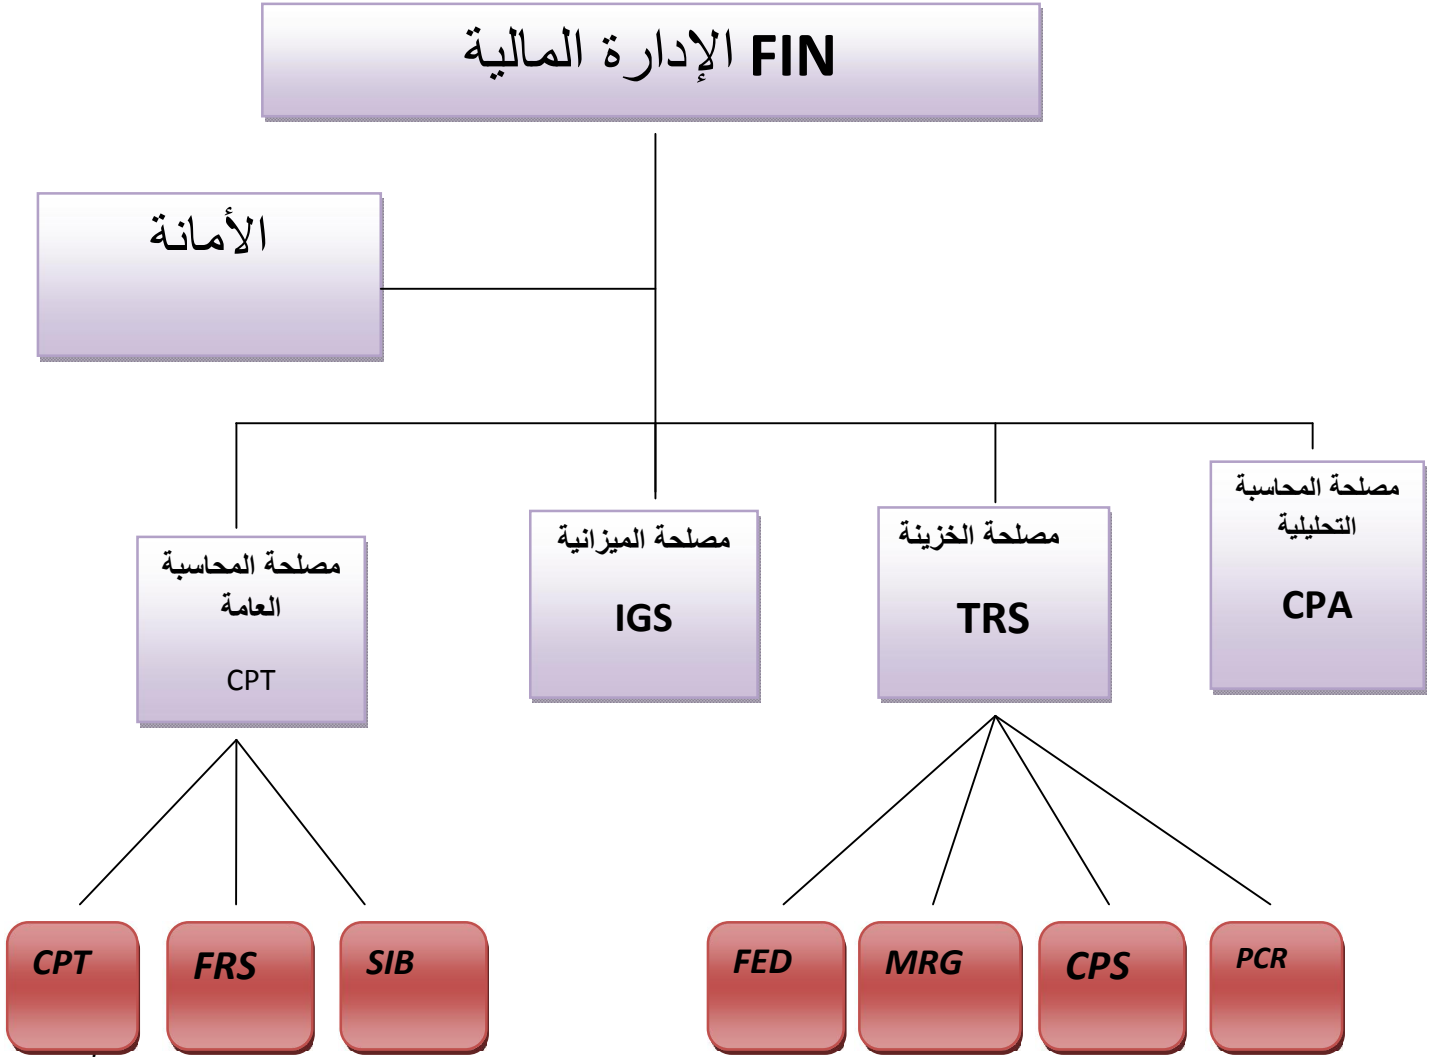 الإدارة المالية FIN
الأمانة
مصلحة المحاسبة
التحليلية
CPA
مصلحة الخزينة
TRS
مصلحة الميزانية
IGS
مصلحة المحاسبة
العامة
CPT
CPT
FRS
SIB
FED
MRG
CPS
PCR